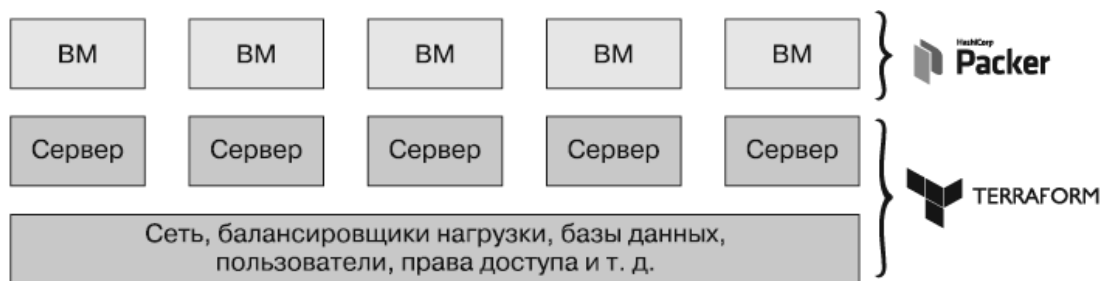 ВМ ВМ ВМ ВМ ВМ
HashiCorp
Packer
Сервер Сервер Сервер Сервер Сервер
TERRAFORM
Сеть, балансировщики нагрузки, базы данных,
пользователи, права доступа и т. д.